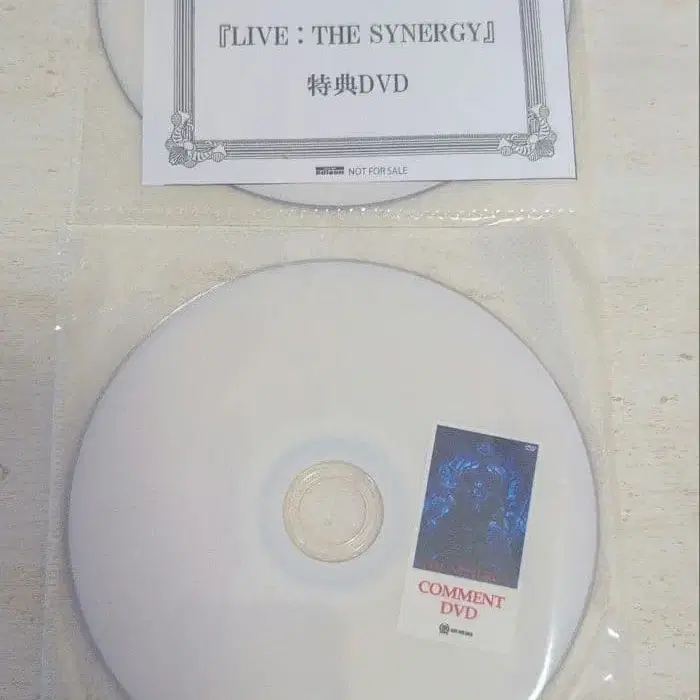 『LIVE：THE SYNERGY』
特典DVD
NOT FOR SALE
COMMENT
DVD